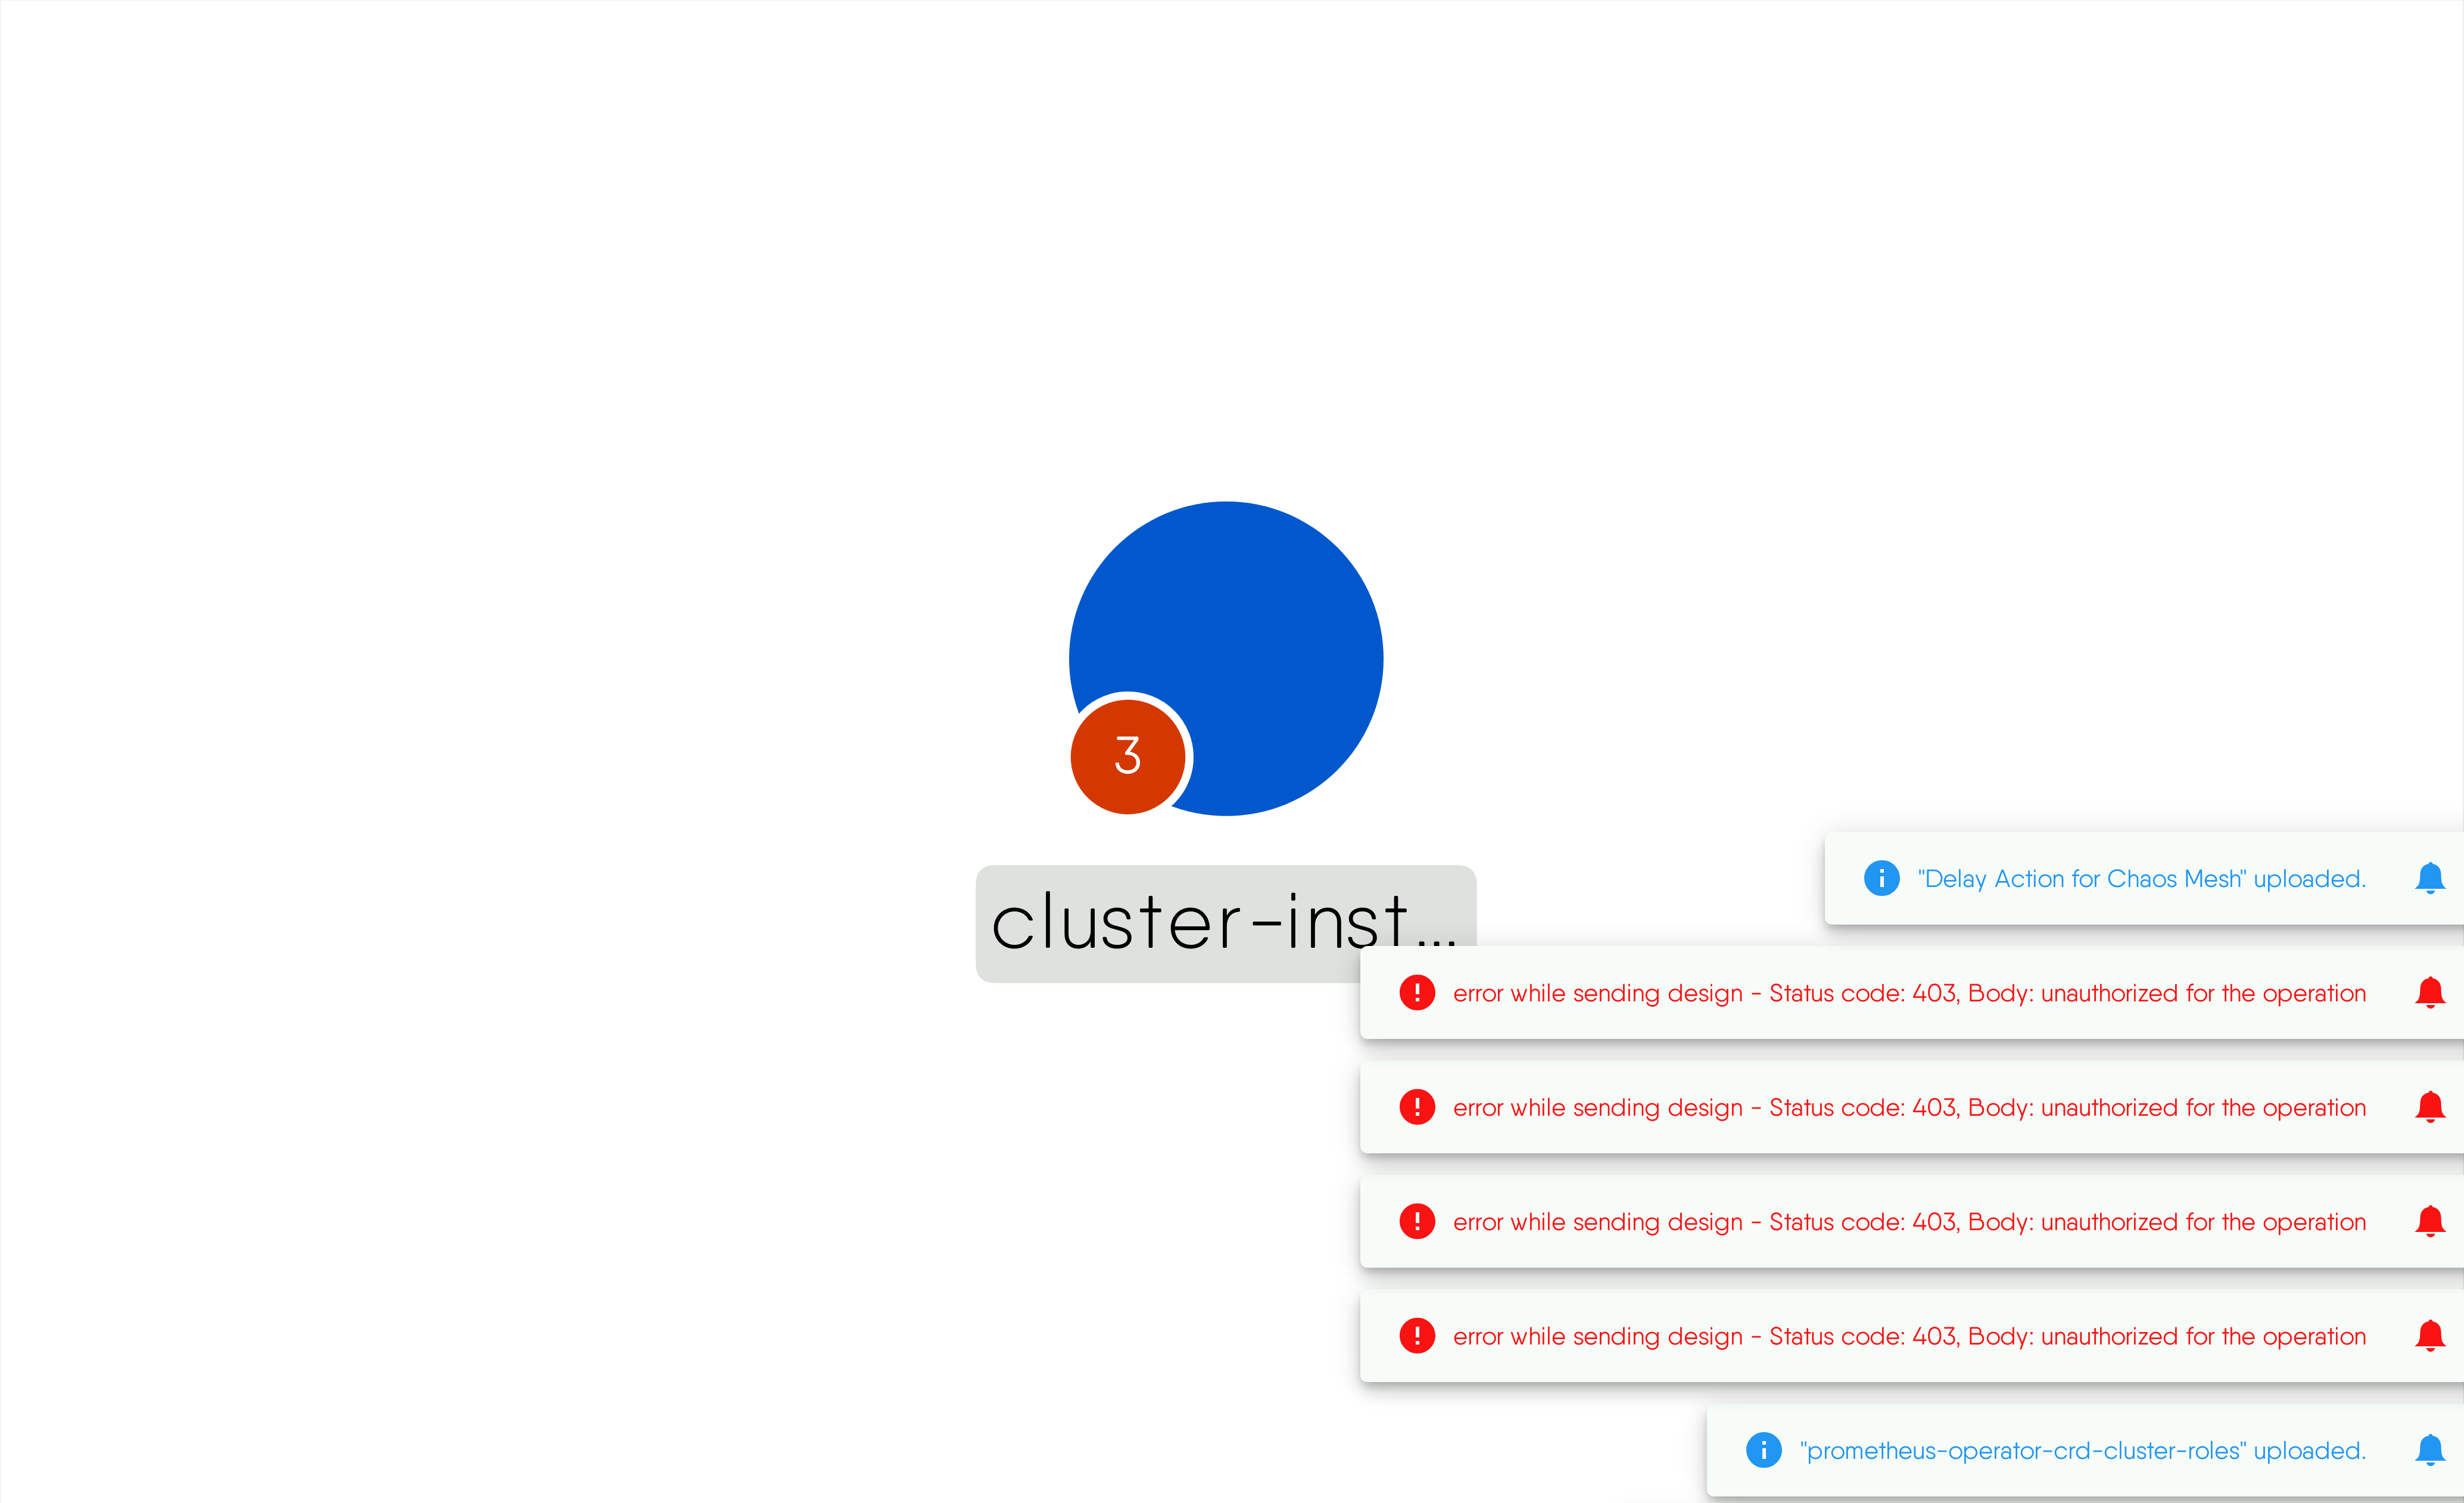 3
cluster-inst...
"Delay Action for Chaos Mesh" uploaded.
error while sending design - Status code: 403, Body: unauthorized for the operation
error while sending design - Status code: 403, Body: unauthorized for the operation
error while sending design - Status code: 403, Body: unauthorized for the operation
error while sending design - Status code: 403, Body: unauthorized for the operation
"prometheus-operator-crd-cluster-roles" uploaded.